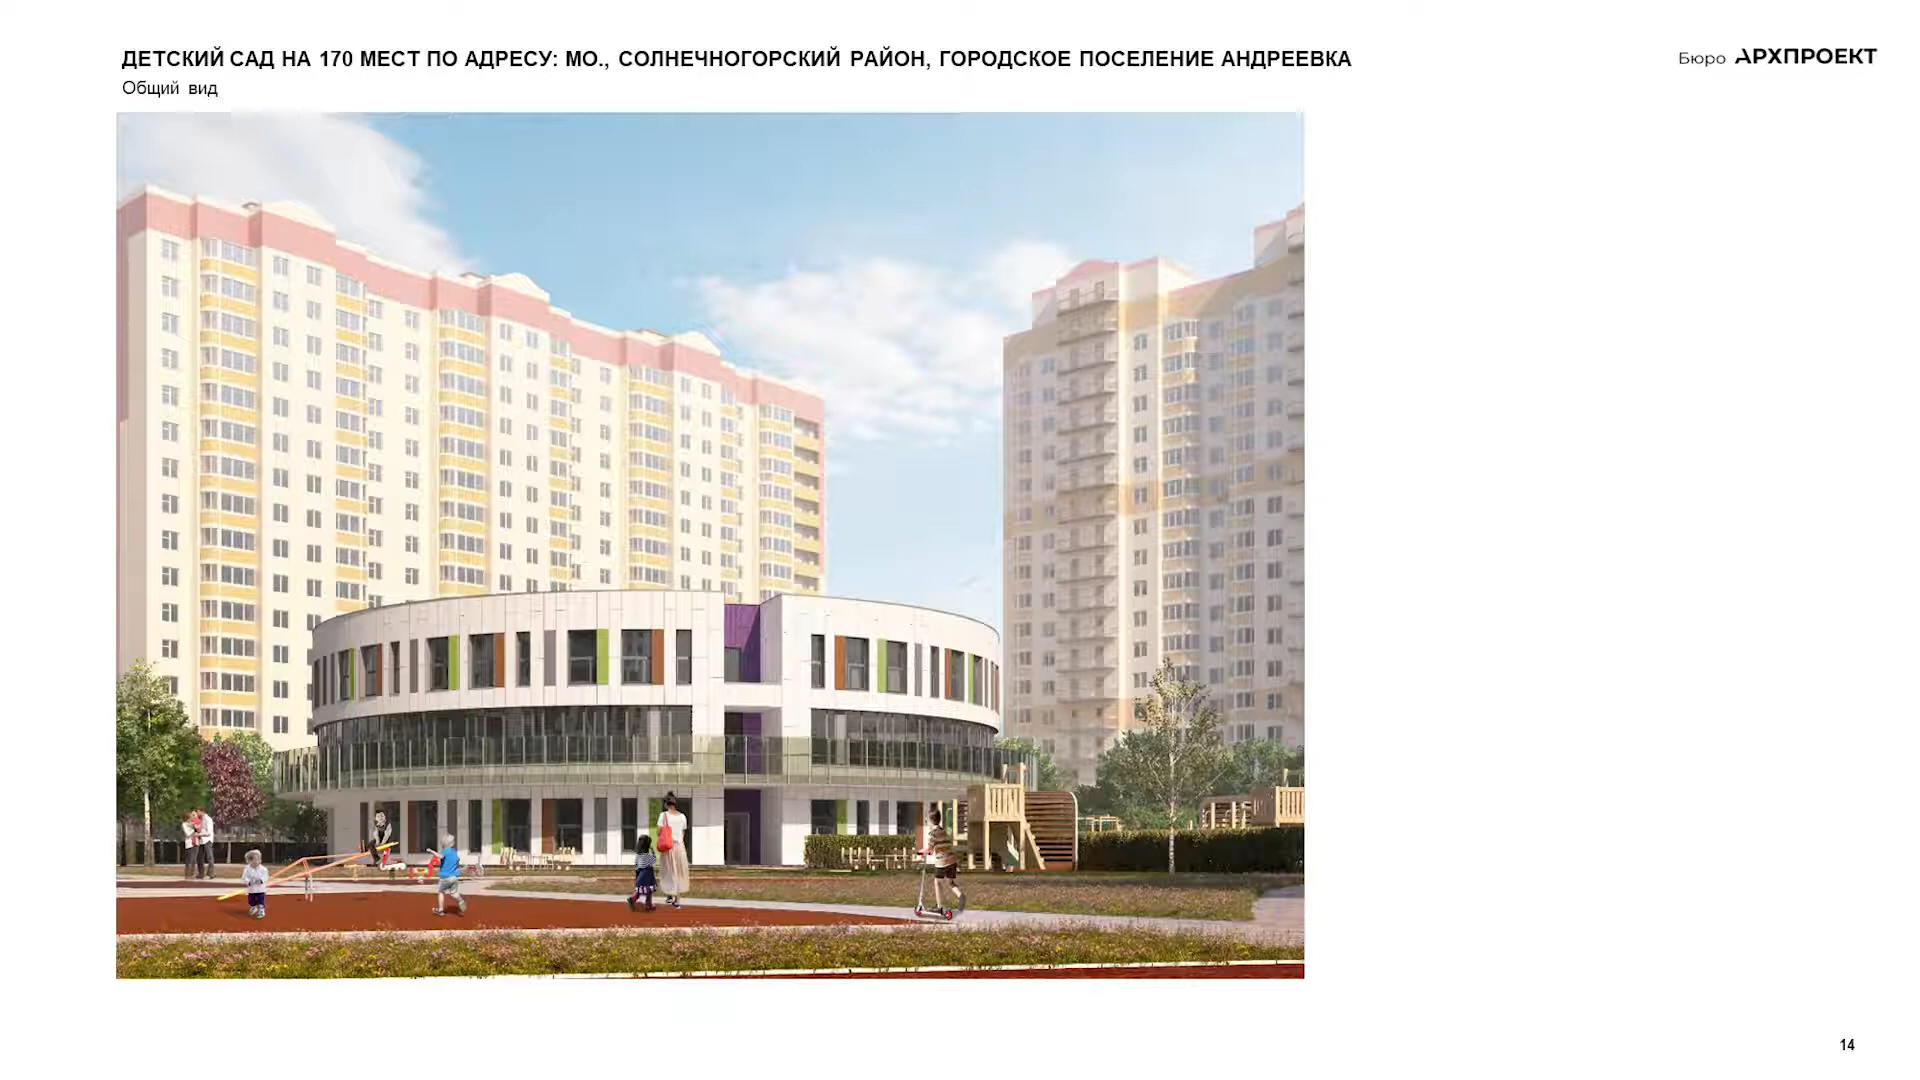 ДЕТСКИЙ САД НА 170 МЕСТ ПО АДРЕСУ: МО., СОЛНЕЧНОГОРСКИЙ РАЙОН, ГОРОДСКОЕ ПОСЕЛЕНИЕ АНДРЕЕВКА
Бюро АРХПРОЕКТ
Общий вид
14